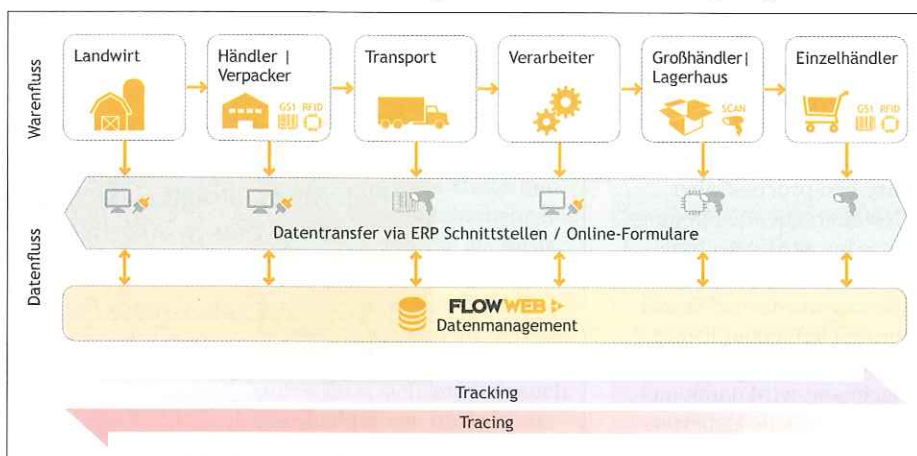 Warenfluss
Landwirt
Händler |
Verpacker
GS1 RFID
Transport
Verarbeiter
Großhändler|
Lagerhaus
SCAN
Einzelhändler
GS1 RFID
Datenfluss
Datentransfer via ERP Schnittstellen / Online-Formulare
FLOWWEB
Datenmanagement
Tracking
Tracing